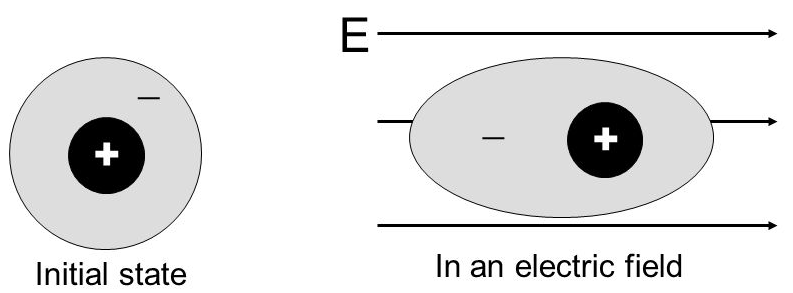 E
−
+
−
+
Initial state
In an electric field